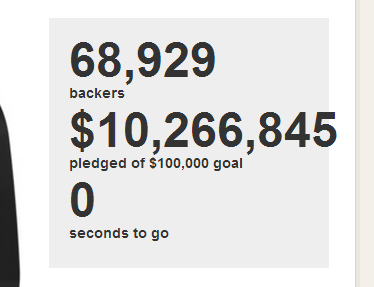 68,929
backers
$10,266,845
pledged of $100,000 goal
0
seconds to go